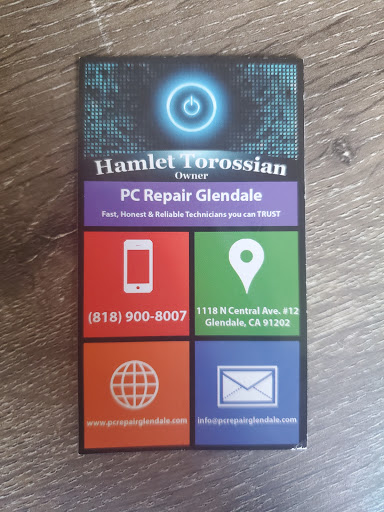 Hamlet Torossian
Owner
PC Repair Glendale
Fast, Honest & Reliable Technicians you can TRUST
(818) 900-8007
1118 N Central Ave. #12
Glendale, CA 91202
www.pcrepairglendale.com
info@pcrepairglendale.com